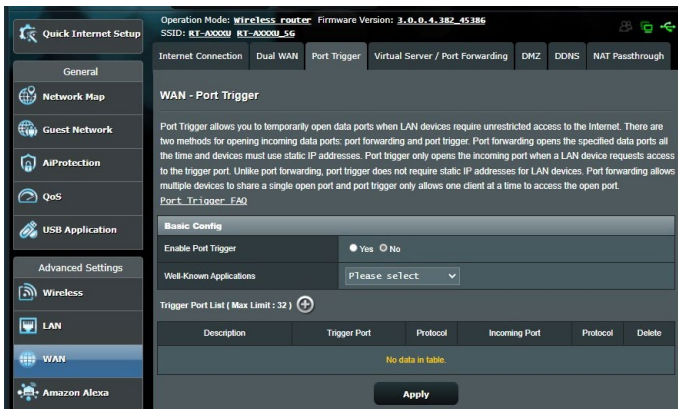 Quick Internet Setup
General
Network Map
Guest Network
AiProtection
QoS
USB Application
Advanced Settings
Wireless
LAN
WAN
Amazon Alexa
Operation Mode: Wireless router Firmware Version: 3.0.0.4.382_45386
SSID: RT-AXXXU RT-AXXXU_5G
Internet Connection Dual WAN Port Trigger Virtual Server / Port Forwarding DMZ DDNS NAT Passthrough
WAN - Port Trigger
Port Trigger allows you to temporarily open data ports when LAN devices require unrestricted access to the Internet. There are
two methods for opening incoming data ports: port forwarding and port trigger. Port forwarding opens the specified data ports all
the time and devices must use static IP addresses. Port trigger only opens the incoming port when a LAN device requests access
to the trigger port. Unlike port forwarding, port trigger does not require static IP addresses for LAN devices. Port forwarding allows
multiple devices to share a single open port and port trigger only allows one client at a time to access the open port.
Port Trigger FAQ
Basic Config
Enable Port Trigger Yes No
Well-Known Applications Please select
Trigger Port List ( Max Limit : 32 )
Description Trigger Port Protocol Incoming Port Protocol Delete
No data in table.
Apply